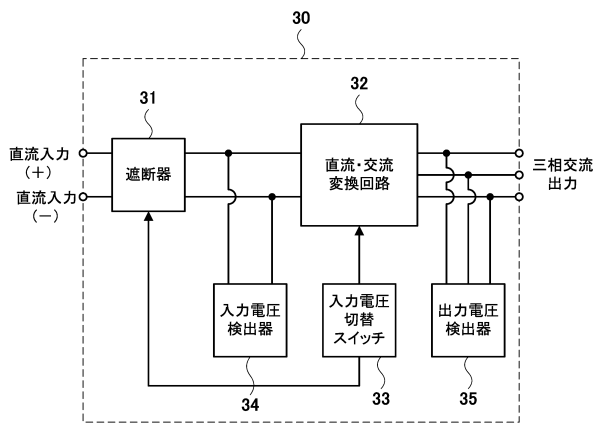 30
31
32
直流入力
(+)
直流入力
(−)
遮断器
直流・交流
変換回路
三相交流
出力
入力電圧
検出器
入力電圧
切替
スイッチ
出力電圧
検出器
34
33
35